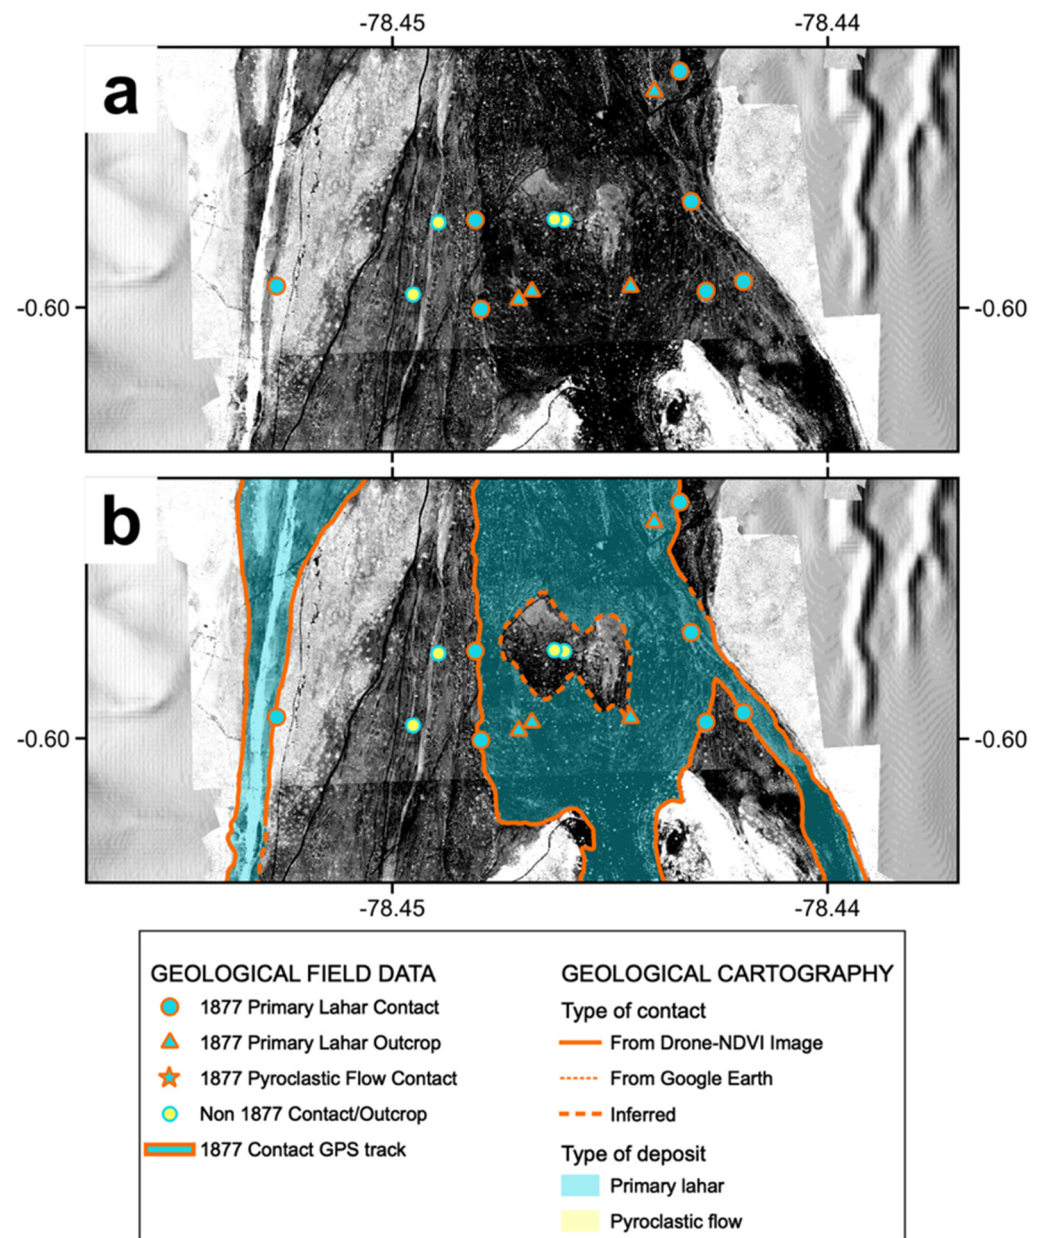 -78.45 -78.44
a
-0.60 -0.60
b
-0.60 -0.60
-78.45 -78.44
GEOLOGICAL FIELD DATA
1877 Primary Lahar Contact
1877 Primary Lahar Outcrop
1877 Pyroclastic Flow Contact
Non 1877 Contact/Outcrop
1877 Contact GPS track
GEOLOGICAL CARTOGRAPHY
Type of contact
From Drone-NDVI Image
From Google Earth
Inferred
Type of deposit
Primary lahar
Pyroclastic flow